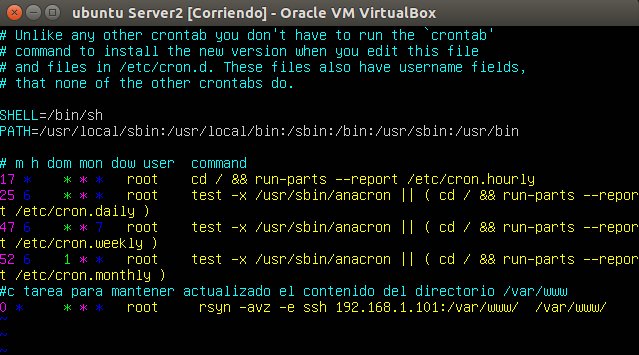 ubuntu Server2 [Corriendo] - Oracle VM VirtualBox
# Unlike any other crontab you don't have to run the `crontab'
# command to install the new version when you edit this file
# and files in /etc/cron.d. These files also have username fields,
# that none of the other crontabs do.
SHELL=/bin/sh
PATH=/usr/local/sbin:/usr/local/bin:/sbin:/bin:/usr/sbin:/usr/bin
# m h dom mon dow user  command
17 *    * * *   root    cd / && run-parts --report /etc/cron.hourly
25 6    * * *   root    test -x /usr/sbin/anacron || ( cd / && run-parts --repor
t /etc/cron.daily )
47 6    * * 7   root    test -x /usr/sbin/anacron || ( cd / && run-parts --repor
t /etc/cron.weekly )
52 6    1 * *   root    test -x /usr/sbin/anacron || ( cd / && run-parts --repor
t /etc/cron.monthly )
#c tarea para mantener actualizado el contenido del directorio /var/www
0 *     * * *   root     rsyn -avz -e ssh 192.168.1.101:/var/www/  /var/www/
~
~
~